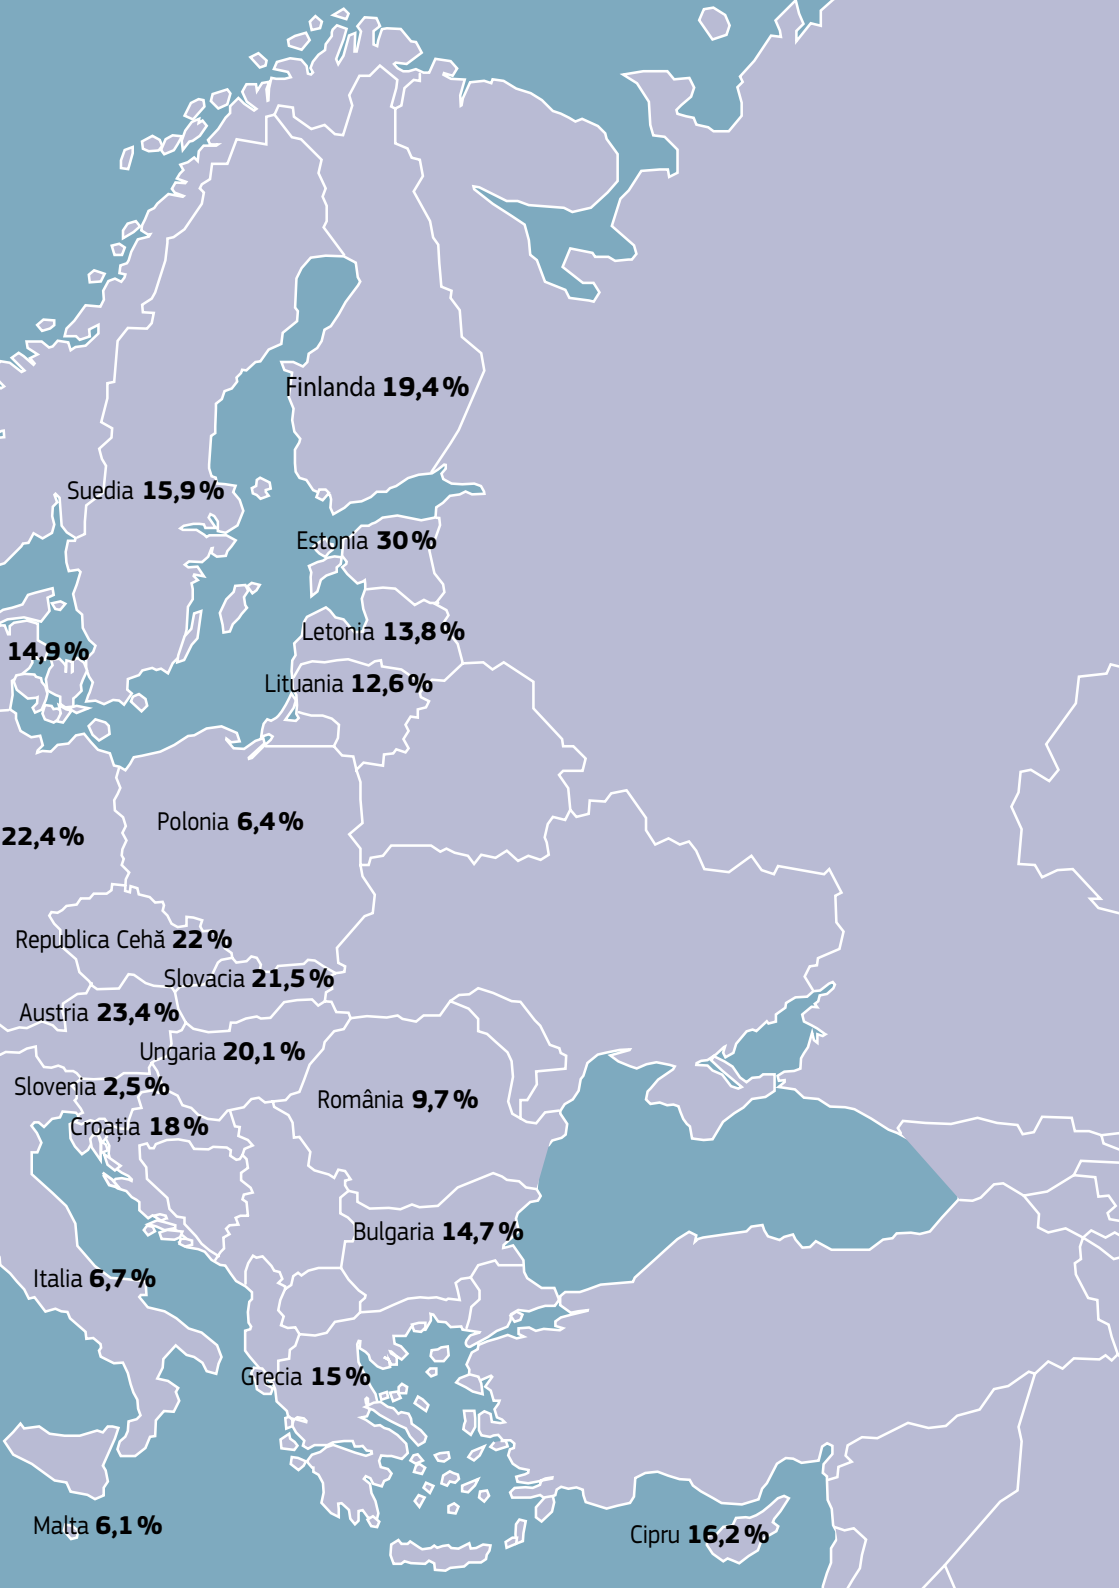 Finlanda 19,4 %
Suedia 15,9 %
Estonia 30 %
Letonia 13,8 %
14,9 %
Lituania 12,6 %
Polonia 6,4 %
22,4 %
Republica Cehă 22 %
Slovacia 21,5 %
Austria 23,4 %
Ungaria 20,1 %
Slovenia 2,5 %
România 9,7 %
Croația 18 %
Bulgaria 14,7 %
Italia 6,7 %
Grecia 15 %
Malta 6,1 %
Cipru 16,2 %